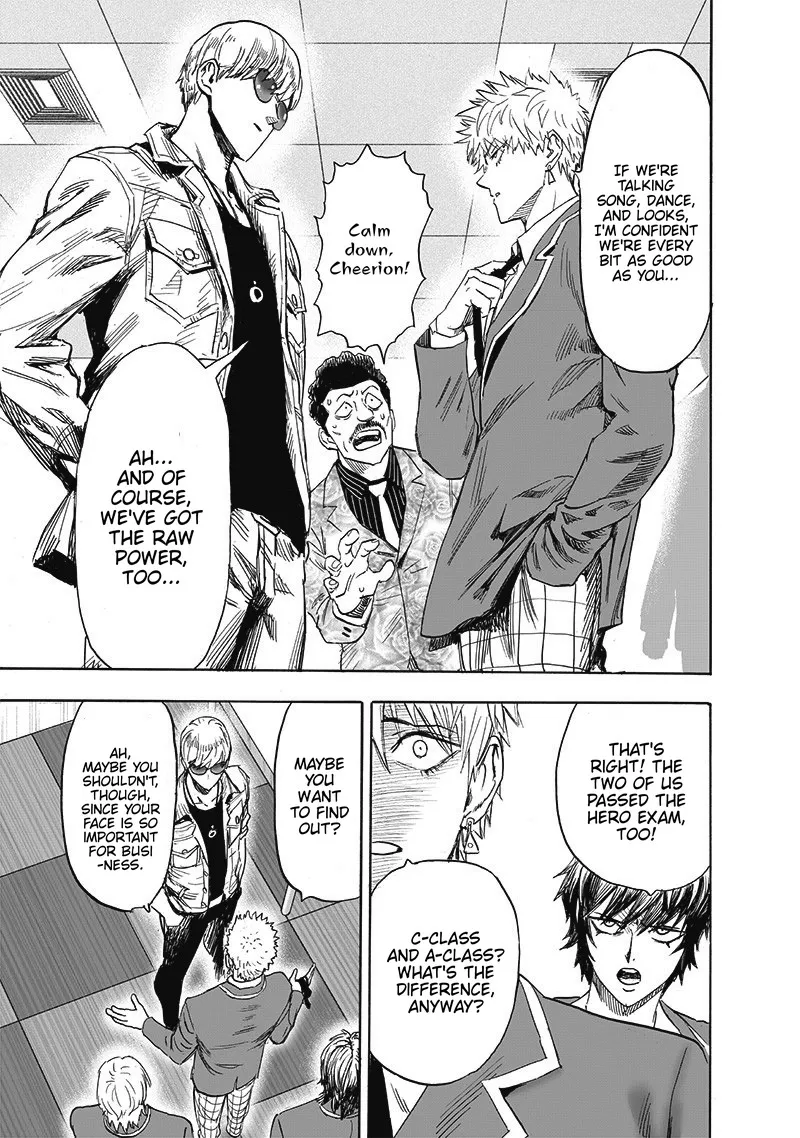 IF WE'RE
TALKING
SONG, DANCE,
AND LOOKS,
I'M CONFIDENT
WE'RE EVERY
BIT AS GOOD
AS YOU...
Calm
down,
Cheerion!
AH...
AND OF
COURSE,
WE'VE GOT
THE RAW
POWER,
TOO...
THAT'S
RIGHT! THE
TWO OF US
PASSED THE
HERO EXAM,
TOO!
C-CLASS
AND A-CLASS?
WHAT'S THE
DIFFERENCE,
ANYWAY?
MAYBE
YOU WANT
TO FIND
OUT?
AH,
MAYBE YOU
SHOULDN'T,
THOUGH,
SINCE YOUR
FACE IS SO
IMPORTANT
FOR BUSI
-NESS.